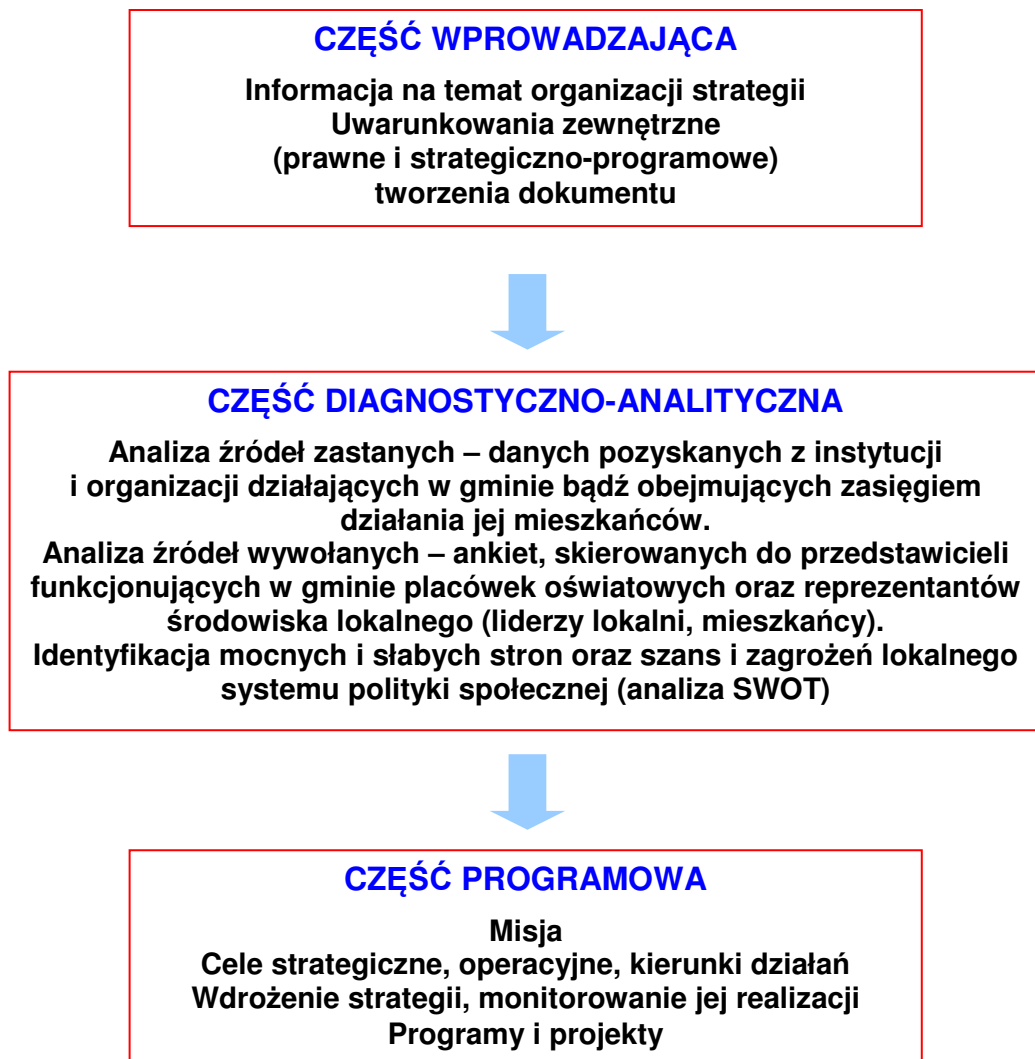 CZĘŚĆ WPROWADZAJĄCA
Informacja na temat organizacji strategii
Uwarunkowania zewnętrzne
(prawne i strategiczno-programowe)
tworzenia dokumentu
CZĘŚĆ DIAGNOSTYCZNO-ANALITYCZNA
Analiza źródeł zastanych – danych pozyskanych z instytucji
i organizacji działających w gminie bądź obejmujących zasięgiem
działania jej mieszkańców.
Analiza źródeł wywołanych – ankiet, skierowanych do przedstawicieli
funkcjonujących w gminie placówek oświatowych oraz reprezentantów
środowiska lokalnego (liderzy lokalni, mieszkańcy).
Identyfikacja mocnych i słabych stron oraz szans i zagrożeń lokalnego
systemu polityki społecznej (analiza SWOT)
CZĘŚĆ PROGRAMOWA
Misja
Cele strategiczne, operacyjne, kierunki działań
Wdrożenie strategii, monitorowanie jej realizacji
Programy i projekty